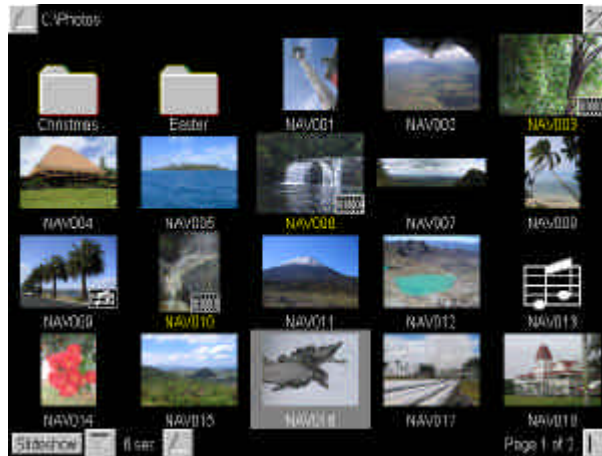 C:\Photos
Christmas Easter NAV001 NAV002 NAV003
NAV004 NAV005 NAV006 NAV007 NAV008
NAV009 NAV010 NAV011 NAV012 NAV013
NAV014 NAV015 NAV016 NAV017 NAV018
Slideshow 6 sec Page 1 of 2